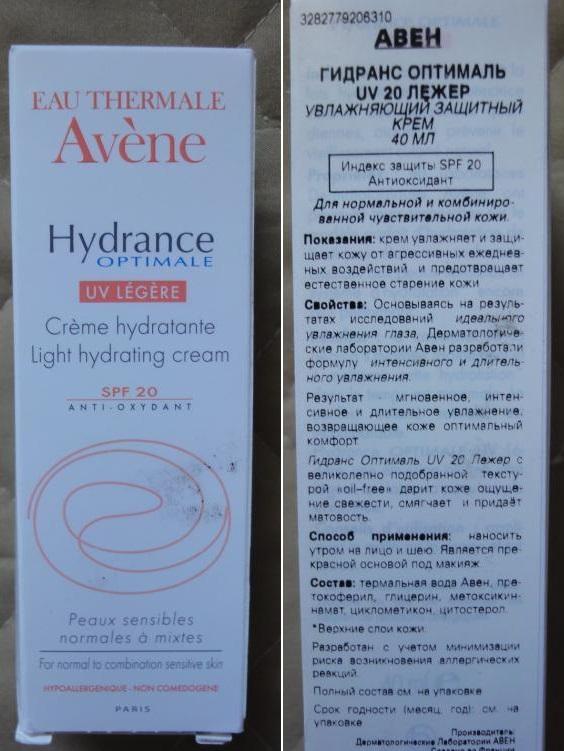 EAU THERMALE
Avène
Hydrance
OPTIMALE
UV LÉGÈRE
Crème hydratante
Light hydrating cream
SPF 20
ANTI-OXYDANT
Peaux sensibles
normales à mixtes
For normal to combination sensitive skin
HYPOALLERGENIQUE - NON COMEDOGENE
PARIS
3282779206310
АВЕН
ГИДРАНС ОПТИМАЛЬ
UV 20 ЛЕЖЕР
УВЛАЖНЯЮЩИЙ ЗАЩИТНЫЙ
КРЕМ
40 МЛ
Индекс защиты SPF 20
Антиоксидант
Для нормальной и комбиниро-
ванной чувствительной кожи.
Показания: крем увлажняет и защи-
щает кожу от агрессивных ежеднев-
ных воздействий и предотвращает
естественное старение кожи
Свойства: Основываясь на резуль-
татах исследований идеального
увлажнения глаза, Дерматологиче-
ские лаборатории Авен разработали
формулу интенсивного и длитель-
ного увлажнения.
Результат - мгновенное, интен-
сивное и длительное увлажнение,
возвращающее коже оптимальный
комфорт
Гидранс Оптималь UV 20 Лежер с
великолепно подобранной тексту-
рой «oil-free» дарит коже ощуще-
ние свежести, смягчает и придаёт
матовость.
Способ применения: наносить
утром на лицо и шею. Является пре-
красной основой под макияж
Состав: термальная вода Авен, пре-
токоферил, глицерин, метоксикин-
намат, циклометикон, цитостерол.
*Верхние слои кожи.
Разработан с учетом минимизации
риска возникновения аллергических
реакций.
Полный состав см. на упаковке
Срок годности (месяц, год): см. на
упаковке
Производитель:
Дерматологические Лаборатории АВЕН